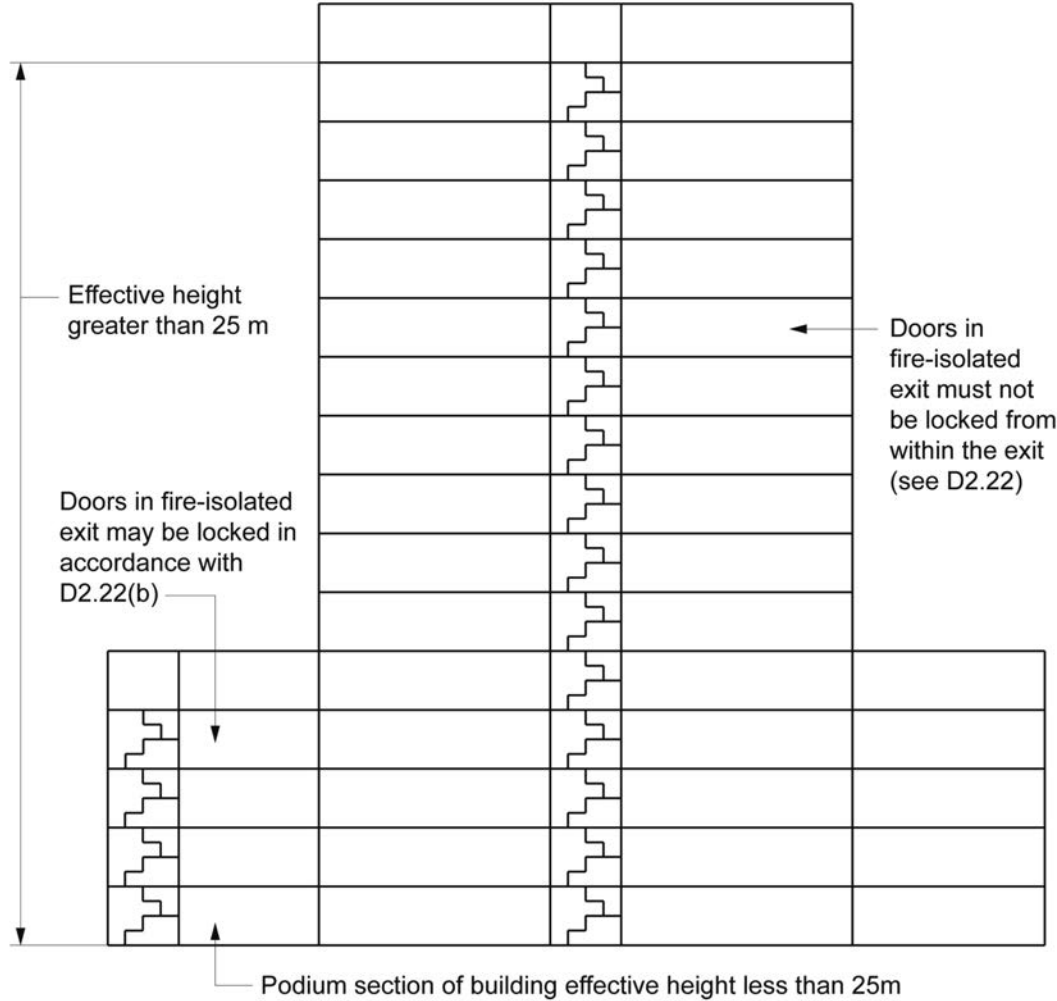 Effective height
greater than 25 m
Doors in
fire-isolated
exit must not
be locked from
within the exit
(see D2.22)
Doors in fire-isolated
exit may be locked in
accordance with
D2.22(b)
Podium section of building effective height less than 25m